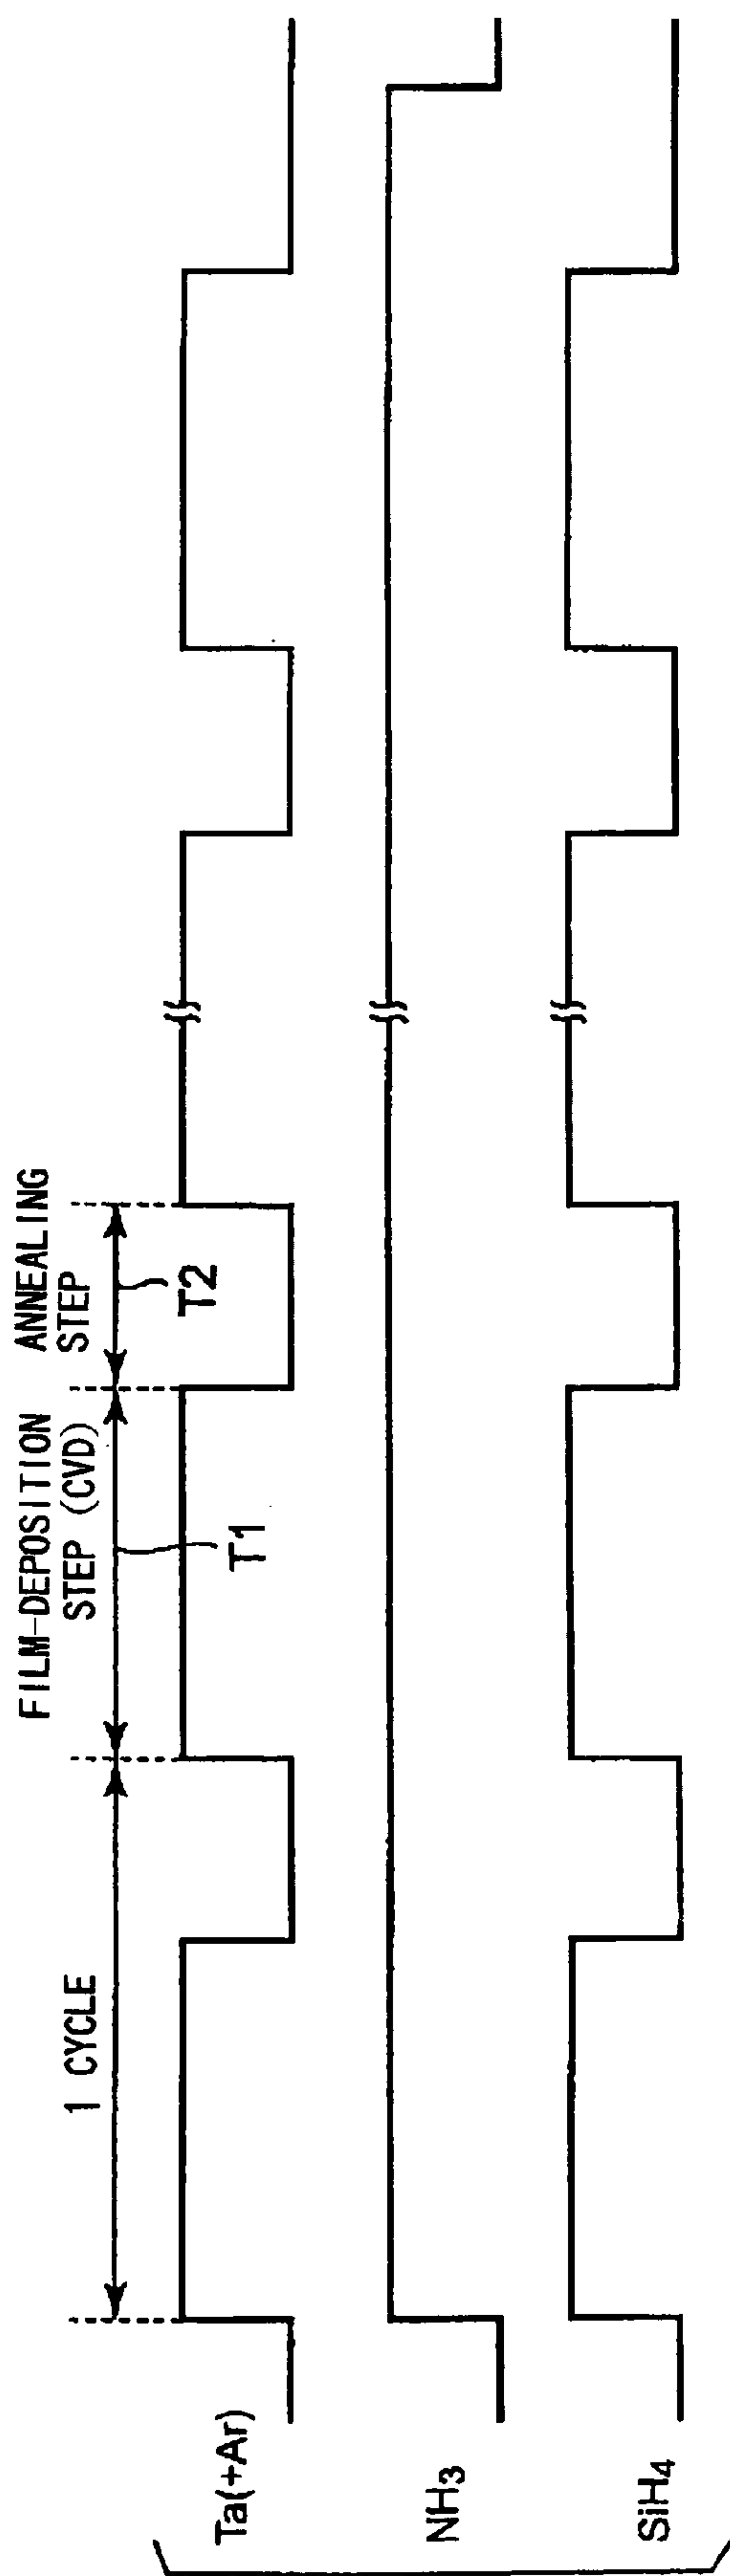 1 CYCLE
FILM-DEPOSITION
STEP (CVD)
ANNEALING
STEP
T1
T2
Ta(+Ar)
NH3
SiH4